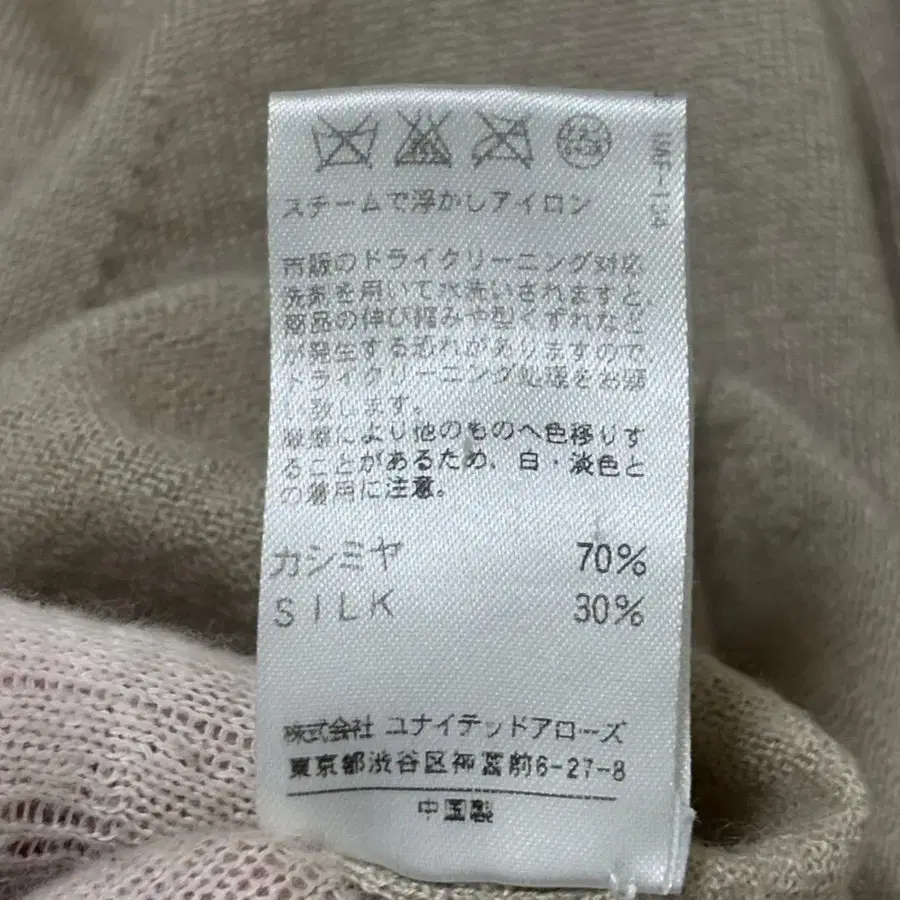 スチームで浮かしアイロン
市販のドライクリーニング対応
洗剤を用いて水洗いされますと、
商品の伸び縮みや型くずれなど
が発生する恐れがありますので、
ドライクリーニング処理をお願
い致します。
摩擦により他のものへ色移りす
ることがあるため、白・淡色と
の着用に注意。
カシミヤ 70%
SILK 30%
株式会社 ユナイテッドアローズ
東京都渋谷区神宮前6-27-8
中国製